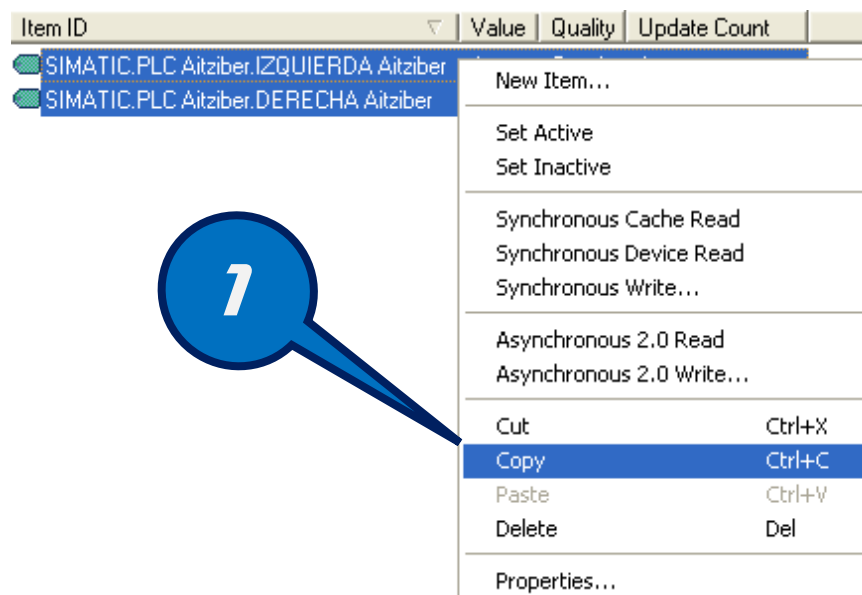 Item ID Value Quality Update Count
SIMATIC.PLC Aitziber.IZQUIERDA Aitziber
SIMATIC.PLC Aitziber.DERECHA Aitziber
New Item...
Set Active
Set Inactive
Synchronous Cache Read
Synchronous Device Read
Synchronous Write...
Asynchronous 2.0 Read
Asynchronous 2.0 Write...
Cut Ctrl+X
Copy Ctrl+C
Paste Ctrl+V
Delete Del
Properties...